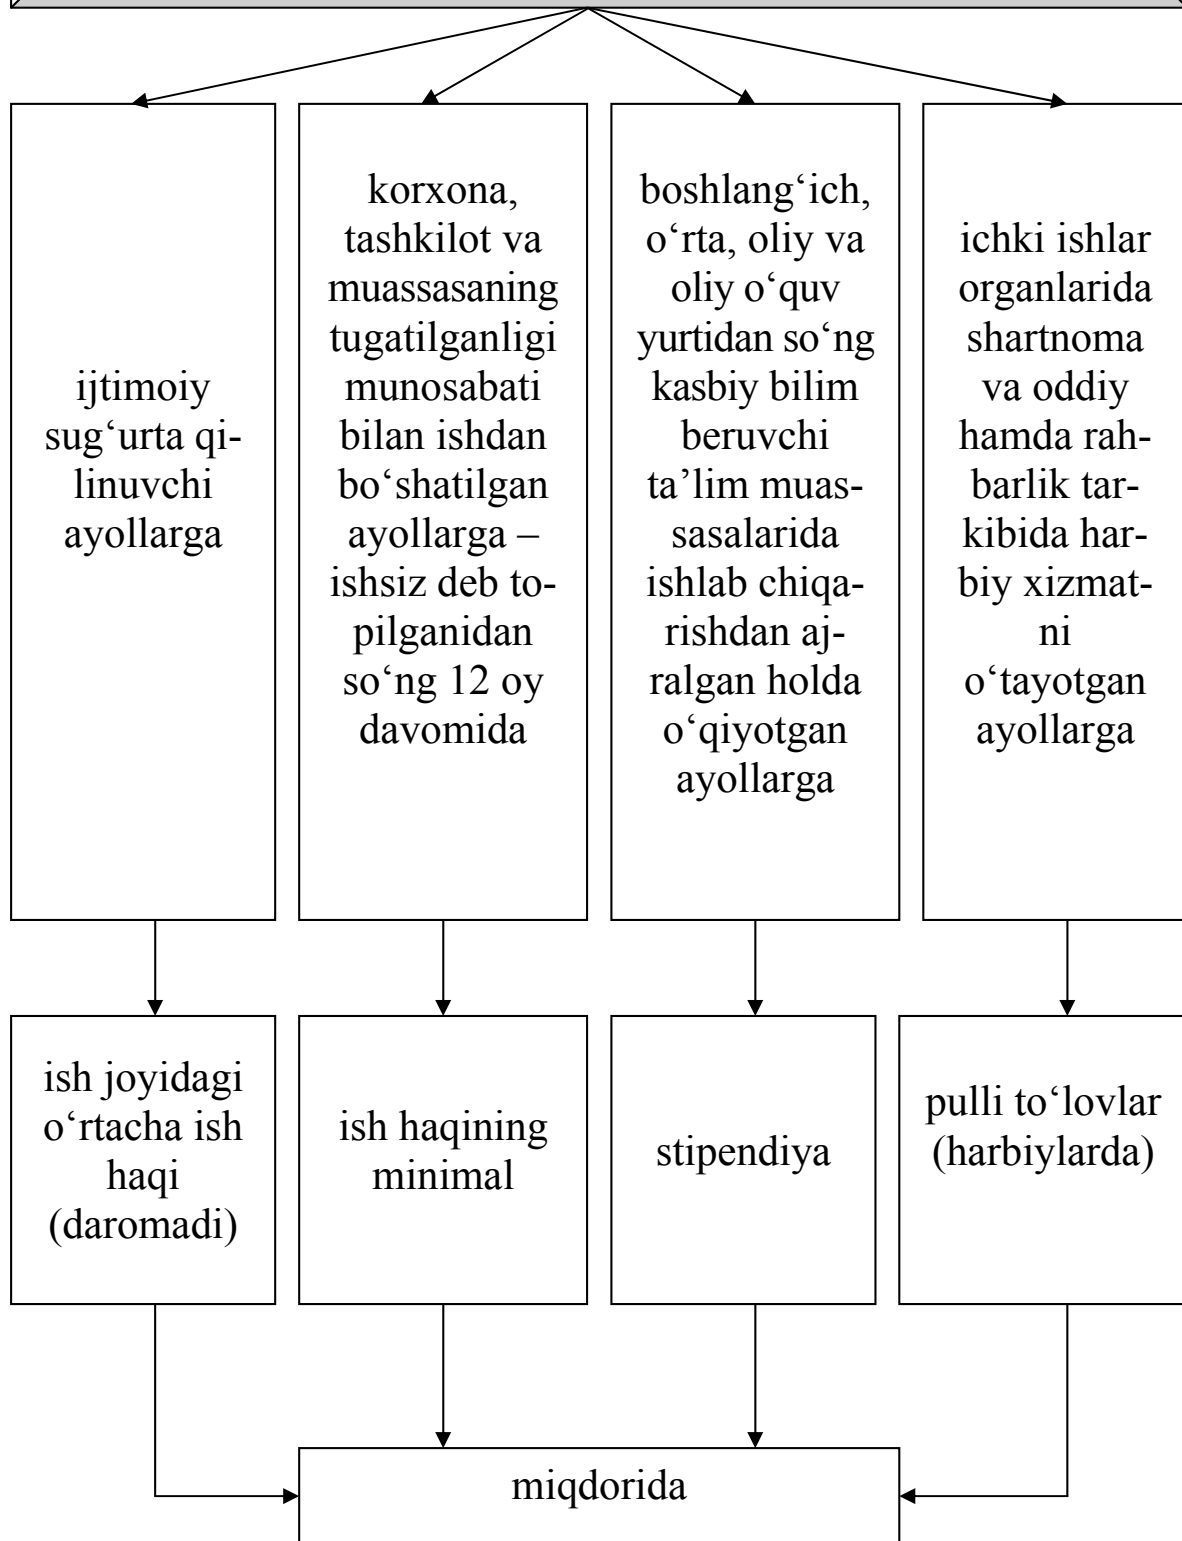 ijtimoiy
sug‘urta qi-
linuvchi
ayollarga
korxona,
tashkilot va
muassasaning
tugatilganligi
munosabati
bilan ishdan
bo‘shatilgan
ayollarga –
ishsiz deb to-
pilganidan
so‘ng 12 oy
davomida
boshlang‘ich,
o‘rta, oliy va
oliy o‘quv
yurtidan so‘ng
kasbiy bilim
beruvchi
ta’lim muas-
sasalarida
ishlab chiqa-
rishdan aj-
ralgan holda
o‘qiyotgan
ayollarga
ichki ishlar
organlarida
shartnoma
va oddiy
hamda rah-
barlik tar-
kibida har-
biy xizmat-
ni
o‘tayotgan
ayollarga
ish joyidagi
o‘rtacha ish
haqi
(daromadi)
ish haqining
minimal
stipendiya
pulli to‘lovlar
(harbiylarda)
miqdorida